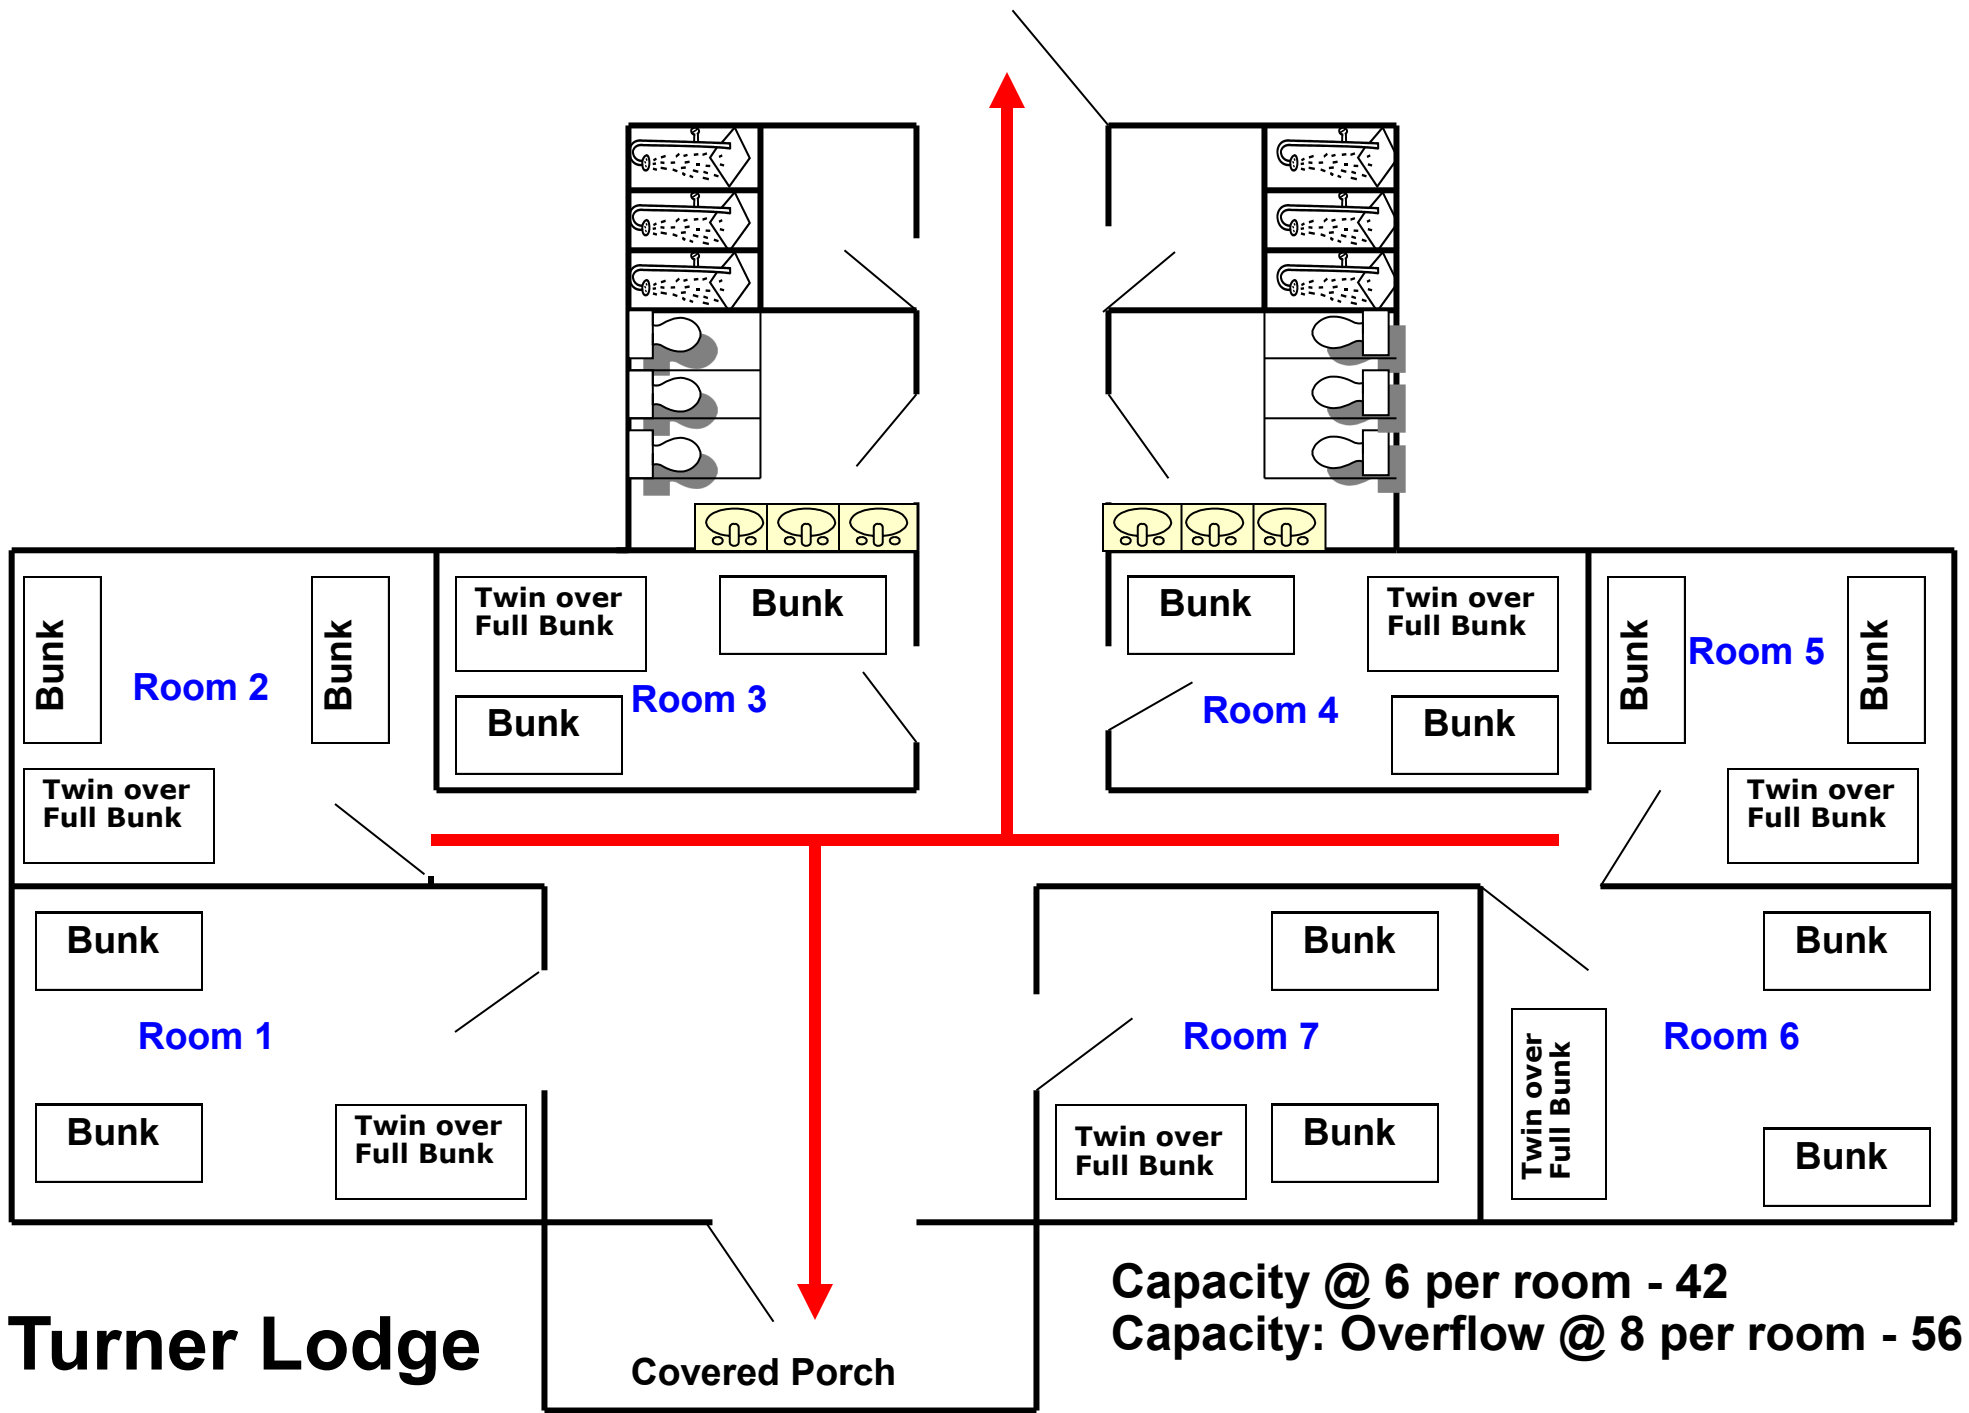 Twin over
Full Bunk
Bunk
Bunk
Twin over
Full Bunk
Bunk
Bunk
Room 2
Room 3
Bunk
Room 4
Bunk
Bunk
Room 5
Bunk
Twin over
Full Bunk
Twin over
Full Bunk
Bunk
Bunk
Bunk
Room 1
Room 7
Twin over
Full Bunk
Room 6
Bunk
Twin over
Full Bunk
Twin over
Full Bunk
Bunk
Bunk
Capacity @ 6 per room - 42
Capacity: Overflow @ 8 per room - 56
Turner Lodge
Covered Porch